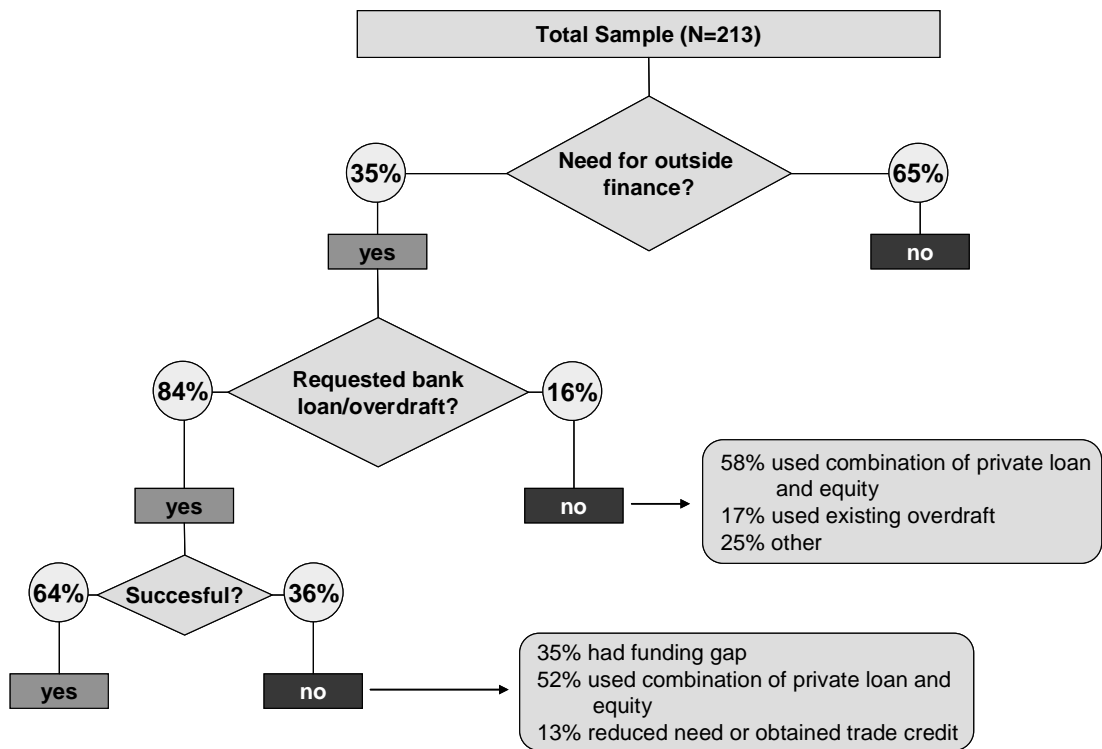 Total Sample (N=213)
Need for outside
finance?
35%
65%
yes
no
Requested bank
loan/overdraft?
84%
16%
yes
no
58% used combination of private loan
and equity
17% used existing overdraft
25% other
Succesful?
64%
36%
yes
no
35% had funding gap
52% used combination of private loan and
equity
13% reduced need or obtained trade credit